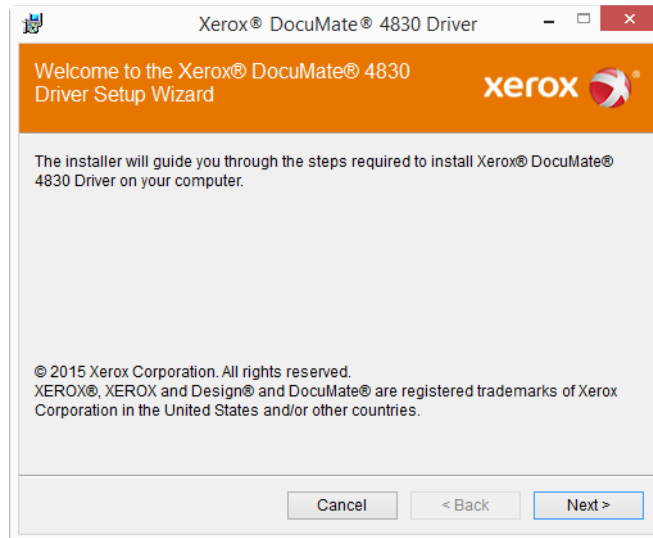 Xerox® DocuMate® 4830 Driver
Welcome to the Xerox® DocuMate® 4830
Driver Setup Wizard
xerox ®
The installer will guide you through the steps required to install Xerox® DocuMate®
4830 Driver on your computer.
© 2015 Xerox Corporation. All rights reserved.
XEROX®, XEROX and Design® and DocuMate® are registered trademarks of Xerox
Corporation in the United States and/or other countries.
Cancel < Back Next >